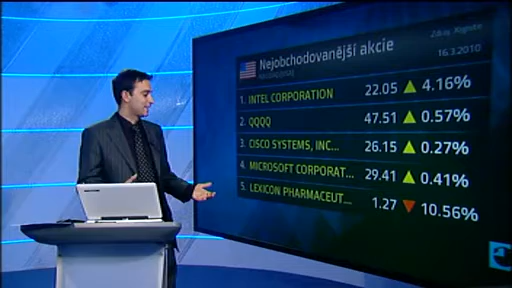 Nejobchodovanější akcie
16.3.2010
1. INTEL CORPORATION 22.05 4.16%
2. QQQQ 47.51 0.57%
3. CISCO SYSTEMS, INC... 26.15 0.27%
4. MICROSOFT CORPORAT... 29.41 0.41%
5. LEXICON PHARMACEUT... 1.27 10.56%